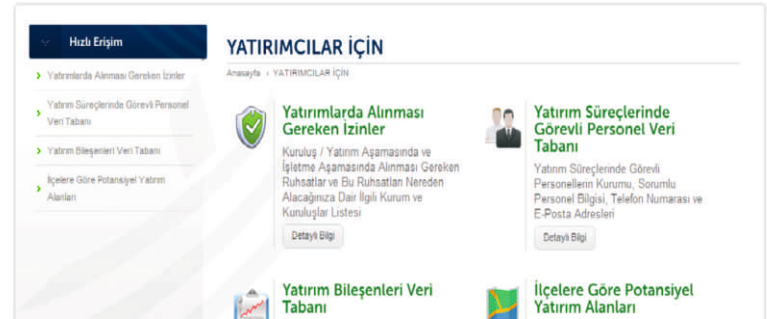 Hızlı Erişim
Yatırımlarda Alınması Gereken İzinler
Yatırım Süreçlerinde Görevli Personel
Veri Tabanı
Yatırım Bileşenleri Veri Tabanı
İlçelere Göre Potansiyel Yatırım
Alanları
YATIRIMCILAR İÇİN
Anasayfa › YATIRIMCILAR İÇİN
Yatırımlarda Alınması
Gereken İzinler
Kuruluş / Yatırım Aşamasında ve
İşletme Aşamasında Alınması Gereken
Ruhsatlar ve Bu Ruhsatları Nereden
Alacağınıza Dair İlgili Kurum ve
Kuruluşlar Listesi
Detaylı Bilgi
Yatırım Süreçlerinde
Görevli Personel Veri
Tabanı
Yatırım Süreçlerinde Görevli
Personellerin Kurumu, Sorumlu
Personel Bilgisi, Telefon Numarası ve
E-Posta Adresleri
Detaylı Bilgi
Yatırım Bileşenleri Veri
Tabanı
İlçelere Göre Potansiyel
Yatırım Alanları